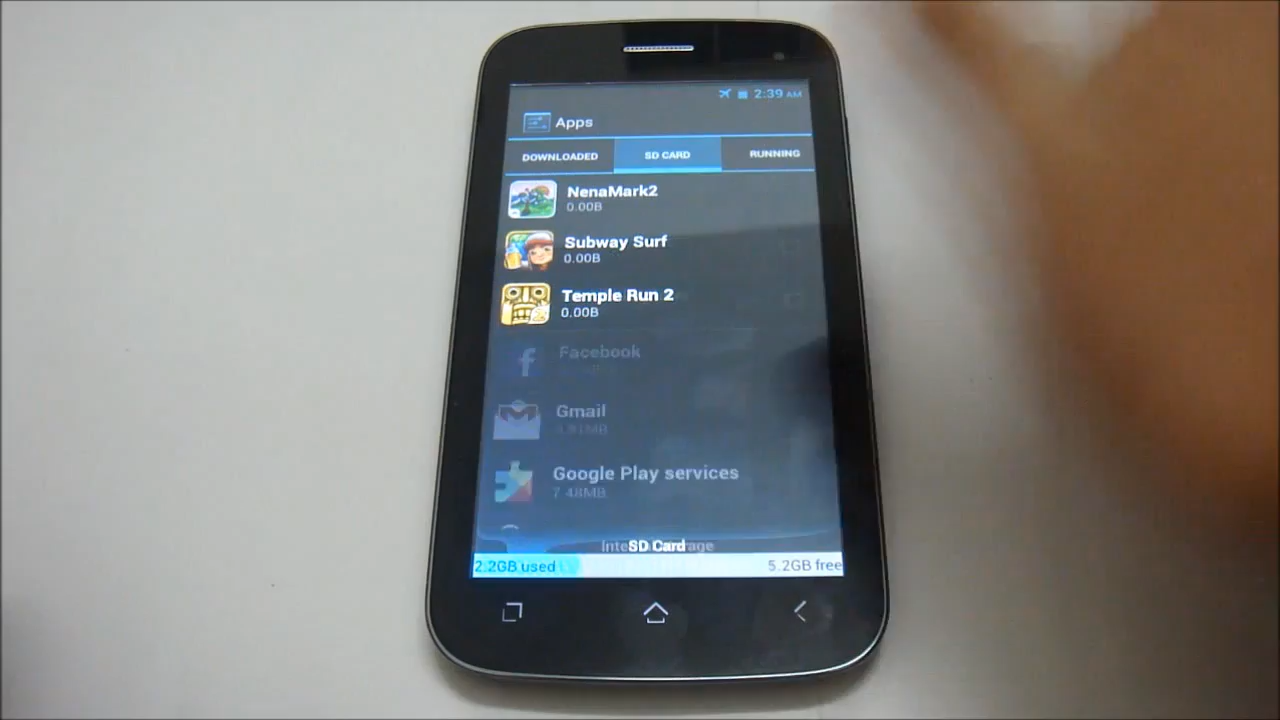 2:39 AM
Apps
DOWNLOADED
SD CARD
RUNNING
NenaMark2
0.00B
Subway Surf
0.00B
Temple Run 2
0.00B
Facebook
Gmail
Google Play services
7.48MB
SD Card
2.2GB used
5.2GB free